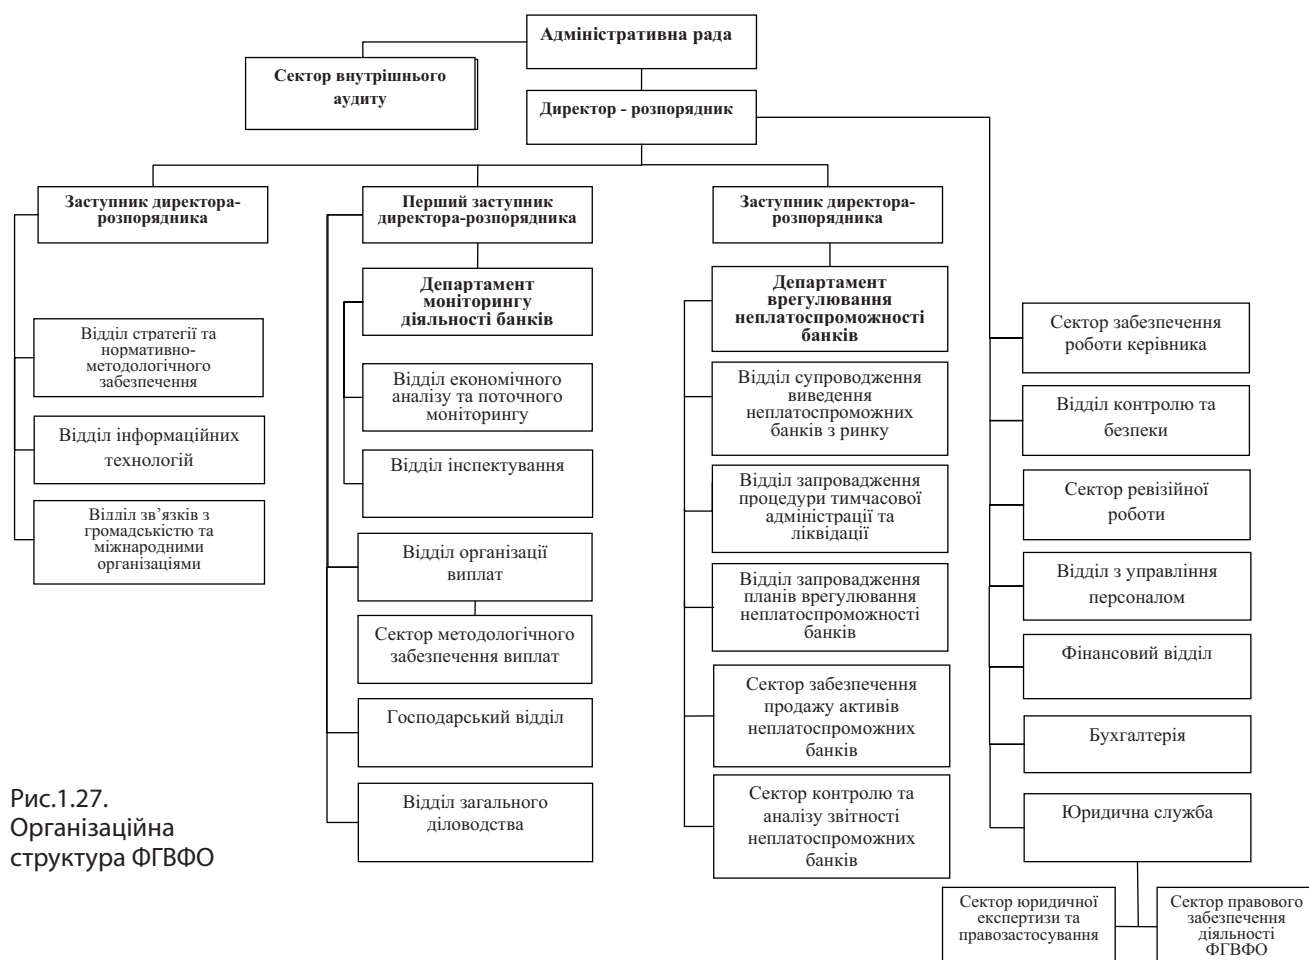 Адміністративна рада
Сектор внутрішнього
аудиту
Директор - розпорядник
Заступник директора-
розпорядника
Перший заступник
директора-розпорядника
Заступник директора-
розпорядника
Відділ стратегії та
нормативно-
методологічного
забезпечення
Відділ інформаційних
технологій
Відділ зв’язків з
громадськістю та
міжнародними
організаціями
Департамент
моніторингу
діяльності банків
Відділ економічного
аналізу та поточного
моніторингу
Відділ інспектування
Відділ організації
виплат
Сектор методологічного
забезпечення виплат
Господарський відділ
Відділ загального
діловодства
Департамент
врегулювання
неплатоспроможності
банків
Відділ супроводження
виведення
неплатоспроможних
банків з ринку
Відділ запровадження
процедури тимчасової
адміністрації та
ліквідації
Відділ запровадження
планів врегулювання
неплатоспроможності
банків
Сектор забезпечення
продажу активів
неплатоспроможних
банків
Сектор контролю та
аналізу звітності
неплатоспроможних
банків
Сектор забезпечення
роботи керівника
Відділ контролю та
безпеки
Сектор ревізійної
роботи
Відділ з управління
персоналом
Фінансовий відділ
Бухгалтерія
Юридична служба
Сектор юридичної
експертизи та
правозастосування
Сектор правового
забезпечення
діяльності
ФГВФО
Рис.1.27.
Організаційна
структура ФГВФО